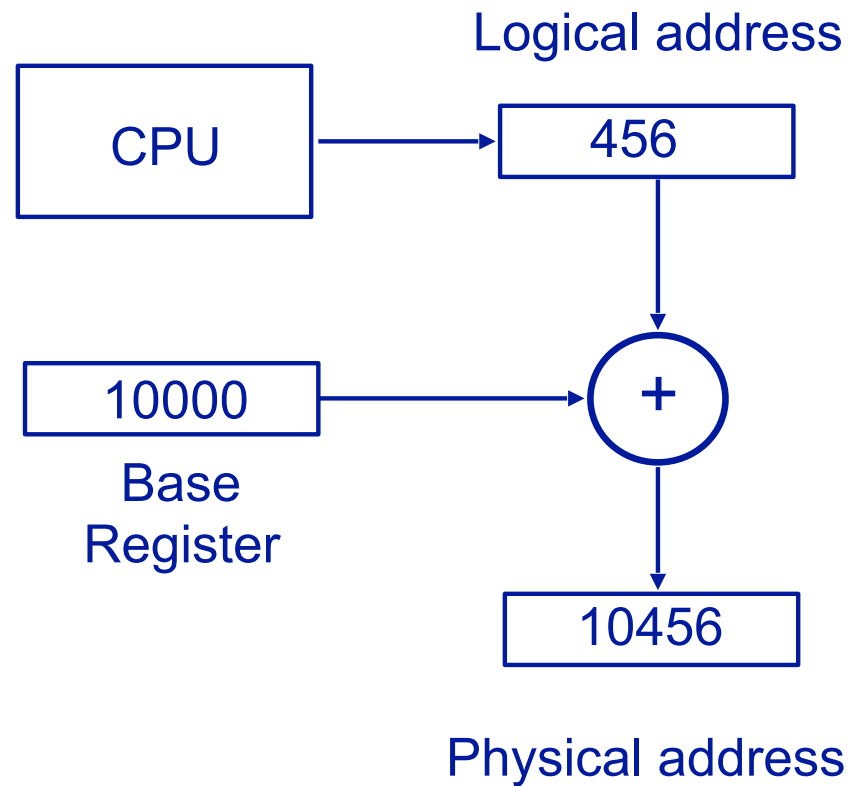 Logical address
CPU
456
10000
+
Base
Register
10456
Physical address